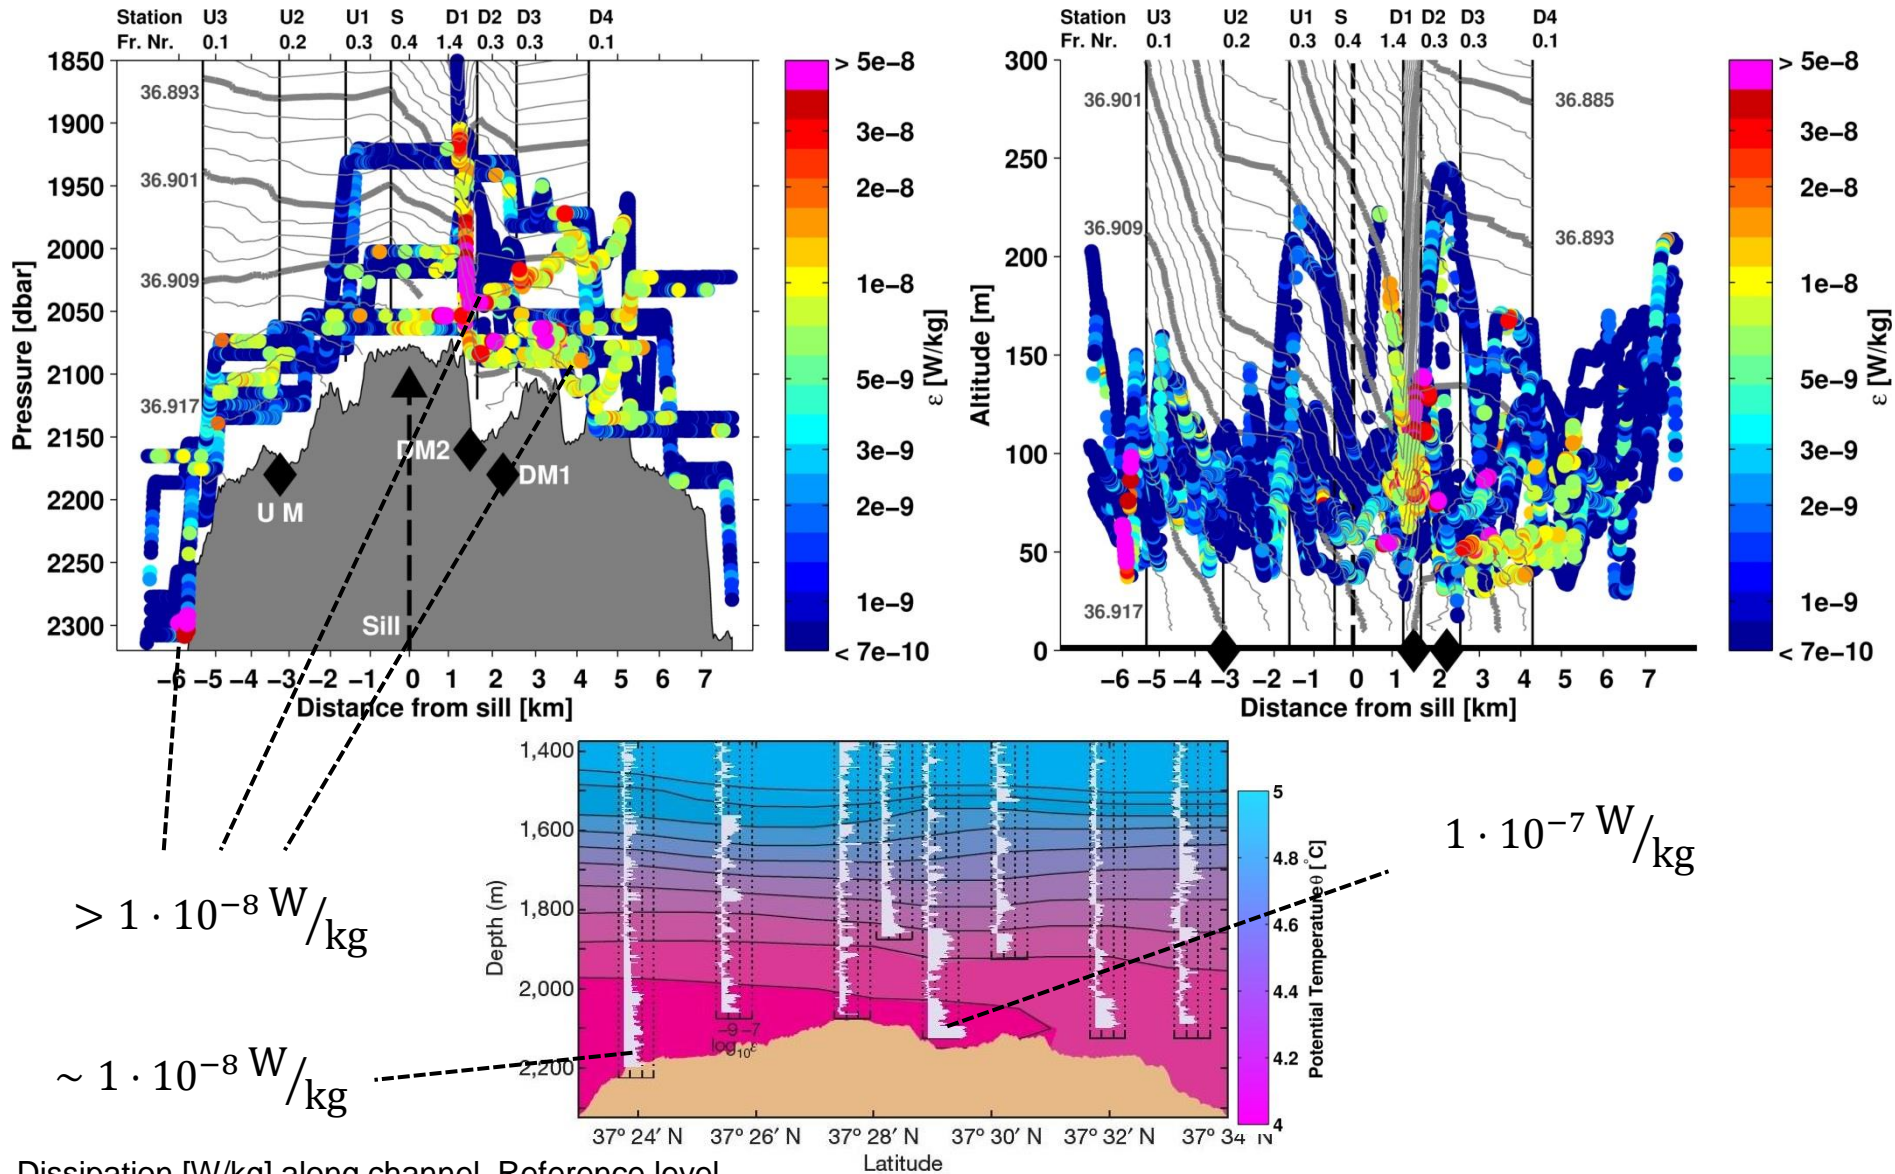 Station U3 U2 U1 S D1 D2 D3 D4
Fr. Nr. 0.1 0.2 0.3 0.4 1.4 0.3 0.3 0.1
1850
1900
1950
2000
2050
2100
2150
2200
2250
2300
Pressure [dbar]
36.893
36.901
36.909
36.917
DM2
DM1
U M
Sill
−6 −5 −4 −3 −2 −1 0 1 2 3 4 5 6 7
Distance from sill [km]
> 5e−8
3e−8
2e−8
1e−8
5e−9
3e−9
2e−9
1e−9
< 7e−10
ε [W/kg]
Station U3 U2 U1 S D1 D2 D3 D4
Fr. Nr. 0.1 0.2 0.3 0.4 1.4 0.3 0.3 0.1
300
250
200
150
100
50
0
Altitude [m]
36.901
36.909
36.917
36.885
36.893
−6 −5 −4 −3 −2 −1 0 1 2 3 4 5 6 7
Distance from sill [km]
> 5e−8
3e−8
2e−8
1e−8
5e−9
3e−9
2e−9
1e−9
< 7e−10
ε [W/kg]
> 1 · 10⁻⁸ W/kg
~ 1 · 10⁻⁸ W/kg
1 · 10⁻⁷ W/kg
1,400
1,600
1,800
2,000
2,200
Depth (m)
−9 −7
log₁₀ε
37° 24′ N 37° 26′ N 37° 28′ N 37° 30′ N 37° 32′ N 37° 34′ N
Latitude
5
4.8
4.6
4.4
4.2
4
Potential Temperature θ [°C]
Dissipation [W/kg] along channel. Reference level